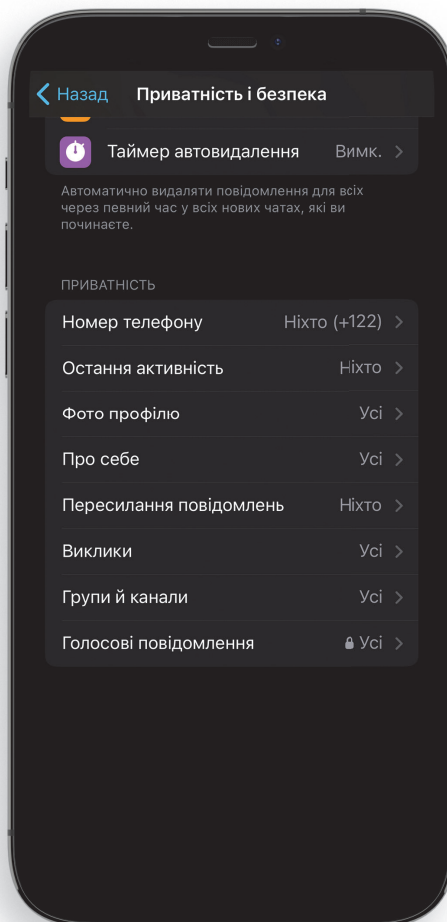 Назад Приватність і безпека
Таймер автовидалення Вимк.
Автоматично видаляти повідомлення для всіх
через певний час у всіх нових чатах, які ви
починаєте.
ПРИВАТНІСТЬ
Номер телефону Ніхто (+122)
Остання активність Ніхто
Фото профілю Усі
Про себе Усі
Пересилання повідомлень Ніхто
Виклики Усі
Групи й канали Усі
Голосові повідомлення Усі